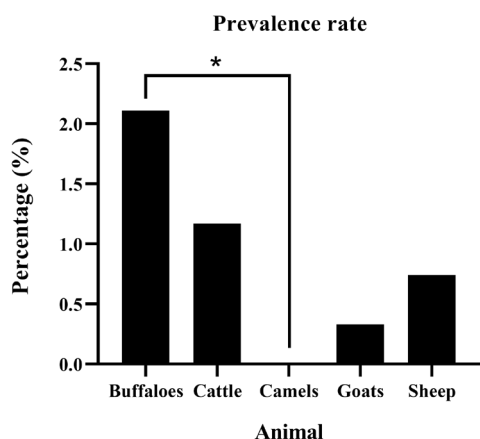 Prevalence rate
*
2.5
2.0
1.5
1.0
0.5
0.0
Percentage (%)
Buffaloes Cattle Camels Goats Sheep
Animal